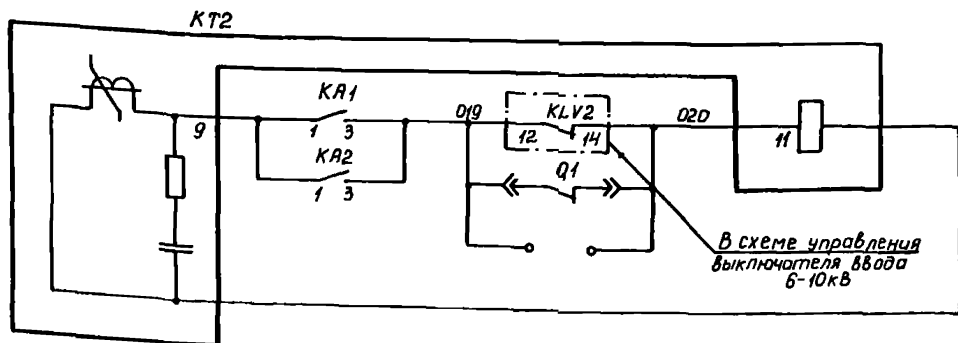 KT2
KA1
1 3
9
KA2
1 3
019
KLV2
12 14
Q1
020
11
В схеме управления
выключателя ввода
6-10кВ